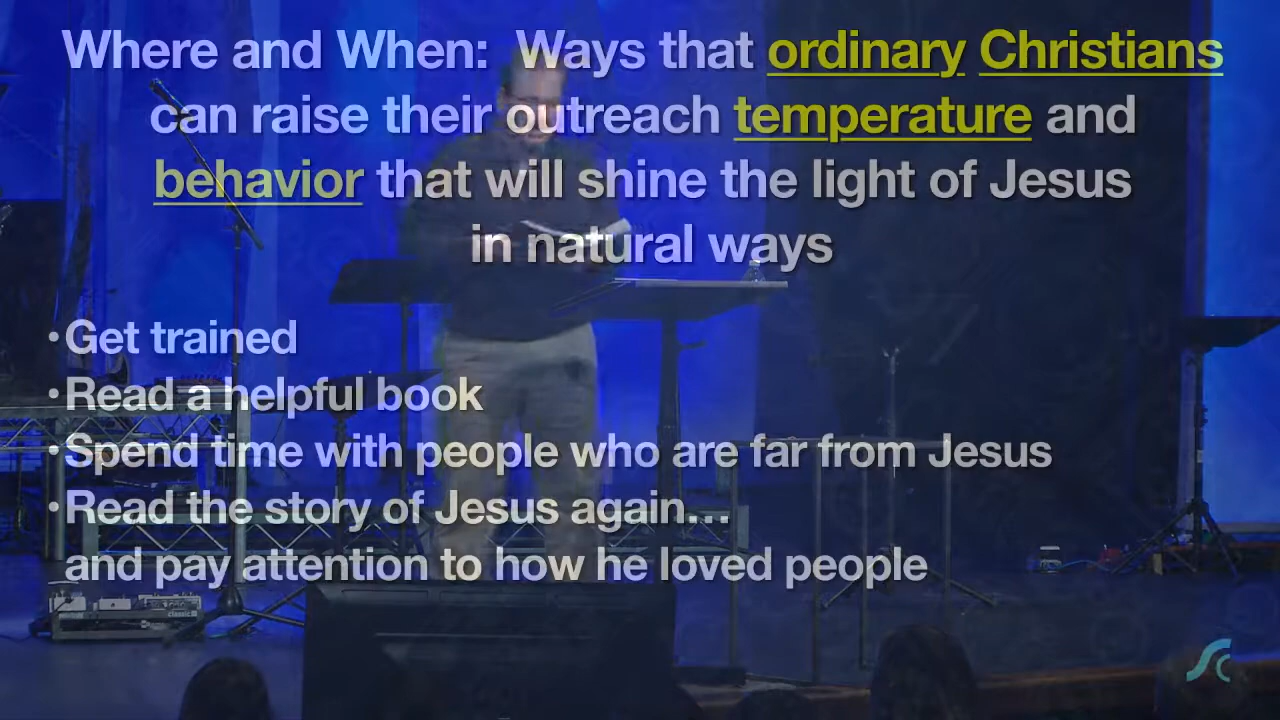 Where and When: Ways that ordinary Christians
can raise their outreach temperature and
behavior that will shine the light of Jesus
in natural ways
•Get trained
•Read a helpful book
•Spend time with people who are far from Jesus
•Read the story of Jesus again…
and pay attention to how he loved people